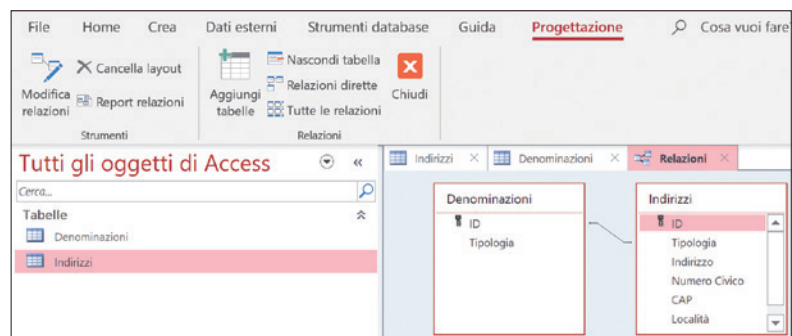 File Home Crea Dati esterni Strumenti database Guida Progettazione Cosa vuoi fare?
Modifica relazioni
Cancella layout
Report relazioni
Strumenti
Aggiungi tabelle
Nascondi tabella
Relazioni dirette
Tutte le relazioni
Chiudi
Relazioni
Tutti gli oggetti di Access
Cerca...
Tabelle
Denominazioni
Indirizzi
Indirizzi Denominazioni Relazioni
Denominazioni
ID
Tipologia
Indirizzi
ID
Tipologia
Indirizzo
Numero Civico
CAP
Località